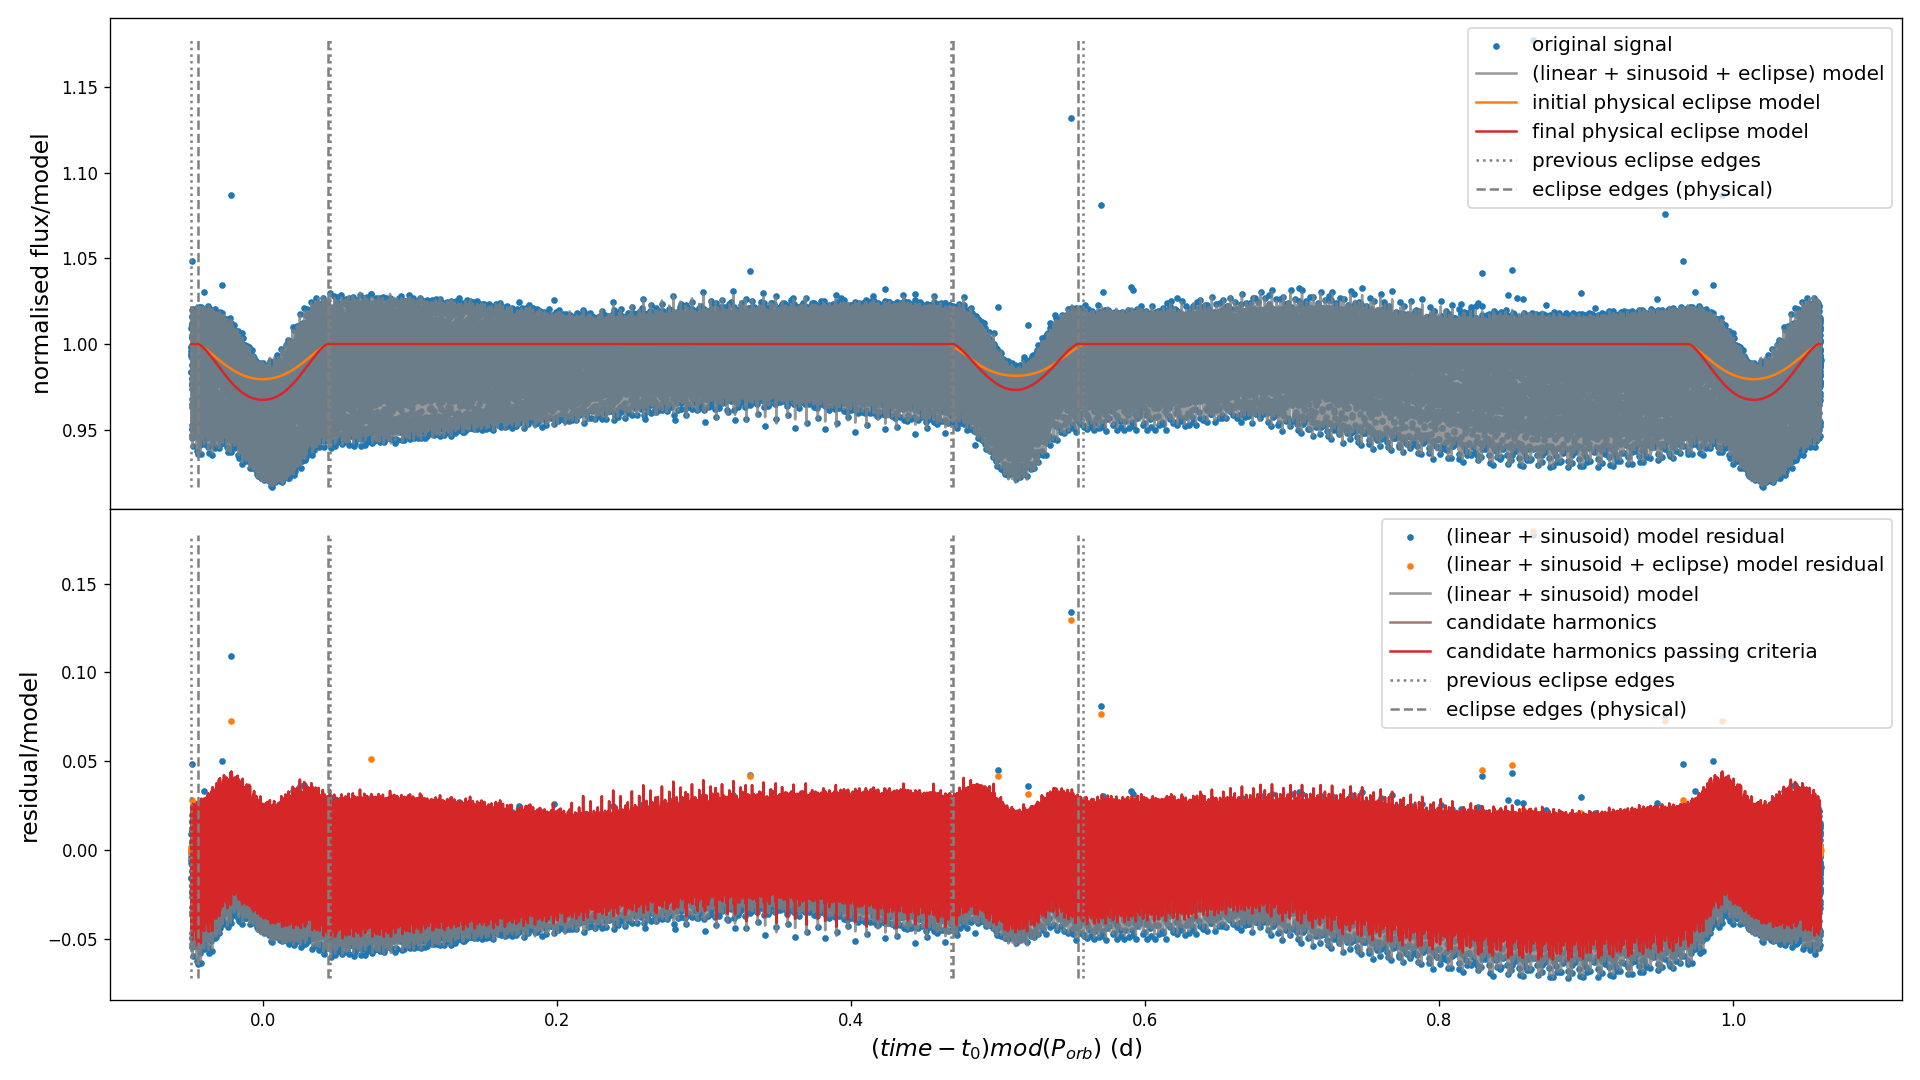 normalised flux/model
1.15
1.10
1.05
1.00
0.95
original signal
(linear + sinusoid + eclipse) model
initial physical eclipse model
final physical eclipse model
previous eclipse edges
eclipse edges (physical)
residual/model
0.15
0.10
0.05
0.00
−0.05
(linear + sinusoid) model residual
(linear + sinusoid + eclipse) model residual
(linear + sinusoid) model
candidate harmonics
candidate harmonics passing criteria
previous eclipse edges
eclipse edges (physical)
0.0 0.2 0.4 0.6 0.8 1.0
(time − t₀)mod(P_orb) (d)